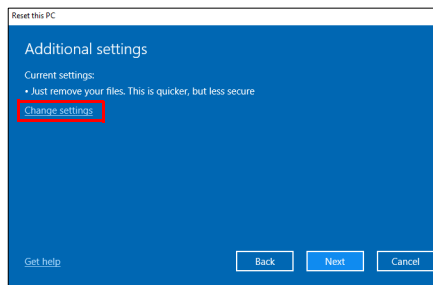 Reset this PC
Additional settings
Current settings:
• Just remove your files. This is quicker, but less secure
Change settings
Get help
Back
Next
Cancel